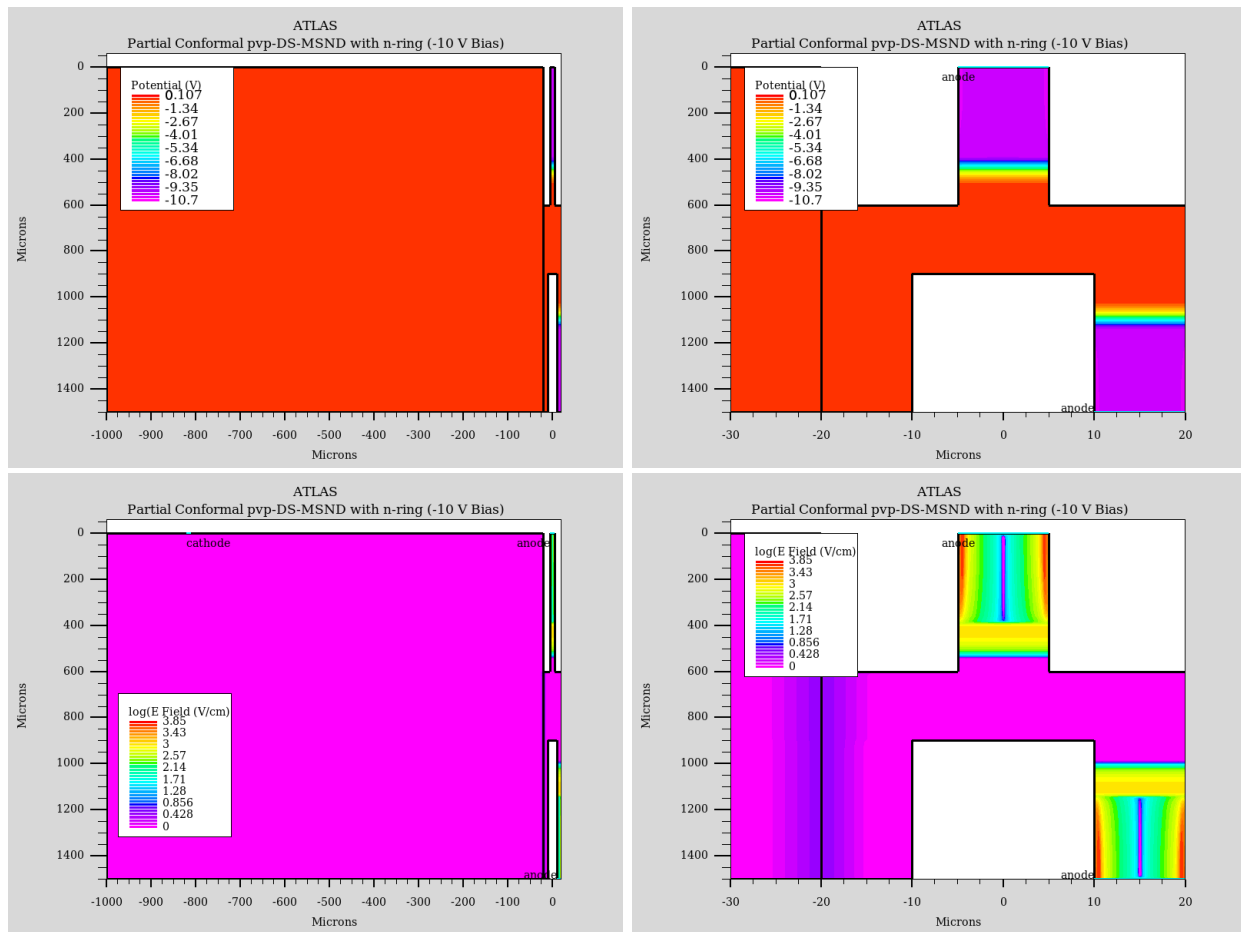 ATLAS
Partial Conformal pvp-DS-MSND with n-ring (-10 V Bias)
Microns
0
200
400
600
800
1000
1200
1400
Potential (V)
0.107
-1.34
-2.67
-4.01
-5.34
-6.68
-8.02
-9.35
-10.7
-1000 -900 -800 -700 -600 -500 -400 -300 -200 -100 0
Microns
ATLAS
Partial Conformal pvp-DS-MSND with n-ring (-10 V Bias)
Microns
0
200
400
600
800
1000
1200
1400
Potential (V)
0.107
-1.34
-2.67
-4.01
-5.34
-6.68
-8.02
-9.35
-10.7
anode
anode
-30 -20 -10 0 10 20
Microns
ATLAS
Partial Conformal pvp-DS-MSND with n-ring (-10 V Bias)
Microns
0
200
400
600
800
1000
1200
1400
cathode
anode
log(E Field (V/cm)
3.85
3.43
3
2.57
2.14
1.71
1.28
0.856
0.428
0
anode
-1000 -900 -800 -700 -600 -500 -400 -300 -200 -100 0
Microns
ATLAS
Partial Conformal pvp-DS-MSND with n-ring (-10 V Bias)
Microns
0
200
400
600
800
1000
1200
1400
anode
log(E Field (V/cm)
3.85
3.43
3
2.57
2.14
1.71
1.28
0.856
0.428
0
anode
-30 -20 -10 0 10 20
Microns